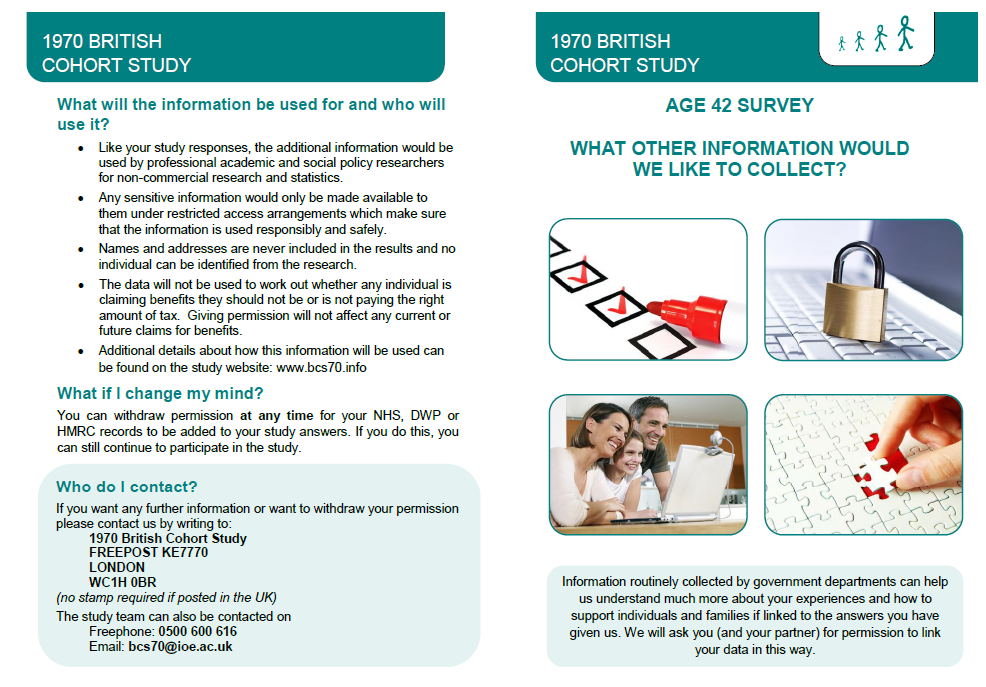 1970 BRITISH
COHORT STUDY
What will the information be used for and who will
use it?
• Like your study responses, the additional information would be
used by professional academic and social policy researchers
for non-commercial research and statistics.
• Any sensitive information would only be made available to
them under restricted access arrangements which make sure
that the information is used responsibly and safely.
• Names and addresses are never included in the results and no
individual can be identified from the research.
• The data will not be used to work out whether any individual is
claiming benefits they should not be or is not paying the right
amount of tax.  Giving permission will not affect any current or
future claims for benefits.
• Additional details about how this information will be used can
be found on the study website: www.bcs70.info
What if I change my mind?
You can withdraw permission at any time for your NHS, DWP or
HMRC records to be added to your study answers. If you do this, you
can still continue to participate in the study.
Who do I contact?
If you want any further information or want to withdraw your permission
please contact us by writing to:
1970 British Cohort Study
FREEPOST KE7770
LONDON
WC1H 0BR
(no stamp required if posted in the UK)
The study team can also be contacted on
Freephone: 0500 600 616
Email: bcs70@ioe.ac.uk
1970 BRITISH
COHORT STUDY
AGE 42 SURVEY
WHAT OTHER INFORMATION WOULD
WE LIKE TO COLLECT?
Information routinely collected by government departments can help
us understand much more about your experiences and how to
support individuals and families if linked to the answers you have
given us. We will ask you (and your partner) for permission to link
your data in this way.